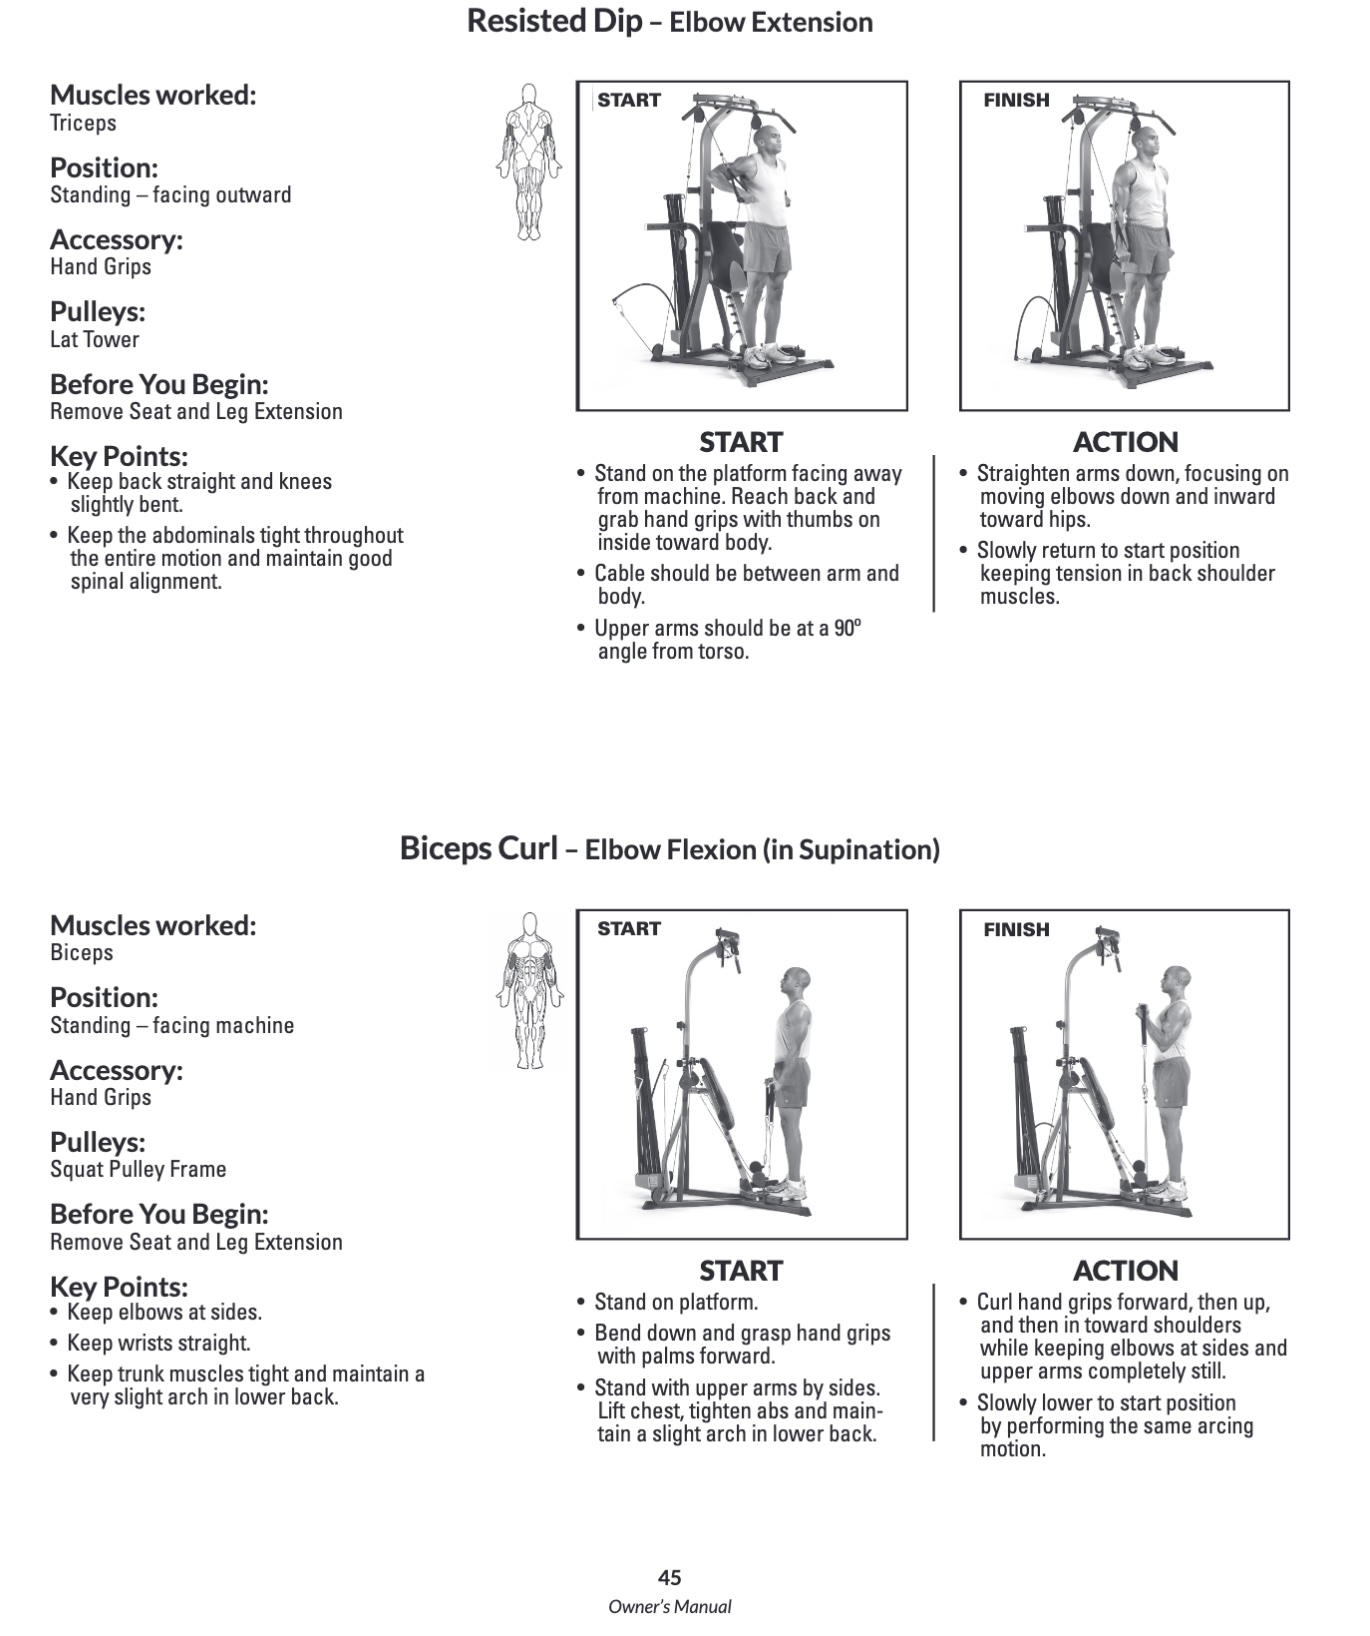 Resisted Dip – Elbow Extension
Muscles worked:
Triceps
Position:
Standing – facing outward
Accessory:
Hand Grips
Pulleys:
Lat Tower
Before You Begin:
Remove Seat and Leg Extension
Key Points:
• Keep back straight and knees
slightly bent.
• Keep the abdominals tight throughout
the entire motion and maintain good
spinal alignment.
START
START
• Stand on the platform facing away
from machine. Reach back and
grab hand grips with thumbs on
inside toward body.
• Cable should be between arm and
body.
• Upper arms should be at a 90º
angle from torso.
FINISH
ACTION
• Straighten arms down, focusing on
moving elbows down and inward
toward hips.
• Slowly return to start position
keeping tension in back shoulder
muscles.
Biceps Curl – Elbow Flexion (in Supination)
Muscles worked:
Biceps
Position:
Standing – facing machine
Accessory:
Hand Grips
Pulleys:
Squat Pulley Frame
Before You Begin:
Remove Seat and Leg Extension
Key Points:
• Keep elbows at sides.
• Keep wrists straight.
• Keep trunk muscles tight and maintain a
very slight arch in lower back.
START
START
• Stand on platform.
• Bend down and grasp hand grips
with palms forward.
• Stand with upper arms by sides.
Lift chest, tighten abs and main-
tain a slight arch in lower back.
FINISH
ACTION
• Curl hand grips forward, then up,
and then in toward shoulders
while keeping elbows at sides and
upper arms completely still.
• Slowly lower to start position
by performing the same arcing
motion.
45
Owner's Manual